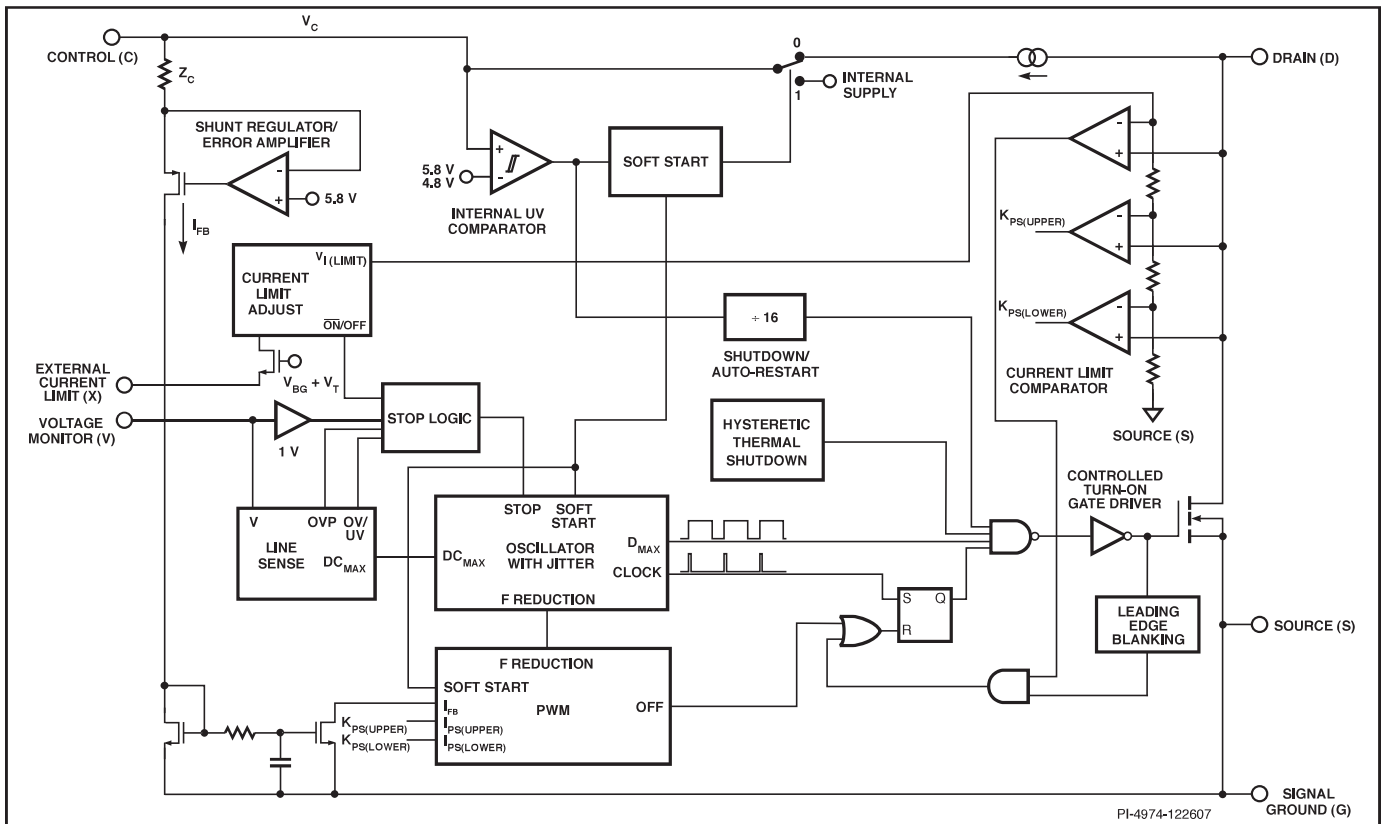 V_C
CONTROL (C)
Z_C
0
1
INTERNAL
SUPPLY
DRAIN (D)
SHUNT REGULATOR/
ERROR AMPLIFIER
-
+
5.8 V
I_FB
+
-
5.8 V
4.8 V
INTERNAL UV
COMPARATOR
SOFT START
-
+
K_PS(UPPER)
-
+
K_PS(LOWER)
-
+
CURRENT LIMIT
COMPARATOR
SOURCE (S)
V_I (LIMIT)
CURRENT
LIMIT
ADJUST
O̅N̅/OFF
V_BG + V_T
÷ 16
SHUTDOWN/
AUTO-RESTART
EXTERNAL
CURRENT
LIMIT (X)
VOLTAGE
MONITOR (V)
1 V
STOP LOGIC
HYSTERETIC
THERMAL
SHUTDOWN
CONTROLLED
TURN-ON
GATE DRIVER
V
OVP
OV/
UV
LINE
SENSE
DC_MAX
STOP
SOFT
START
DC_MAX
OSCILLATOR
WITH JITTER
D_MAX
CLOCK
F REDUCTION
S
Q
R
LEADING
EDGE
BLANKING
SOURCE (S)
F REDUCTION
SOFT START
I_FB
PWM
OFF
K_PS(UPPER)
I_PS(UPPER)
K_PS(LOWER)
I_PS(LOWER)
SIGNAL
GROUND (G)
PI-4974-122607